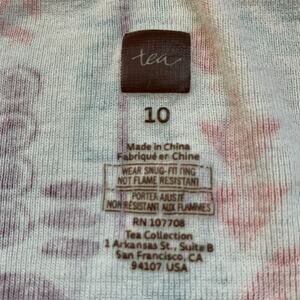 tea
10
Made in China
Fabriqué en Chine
WEAR SNUG-FITTING
NOT FLAME RESISTANT
PORTER AJUSTÉ
NON RÉSISTANT AUX FLAMMES
RN 107708
Tea Collection
1 Arkansas St., Suite B
San Francisco, CA
94107 USA